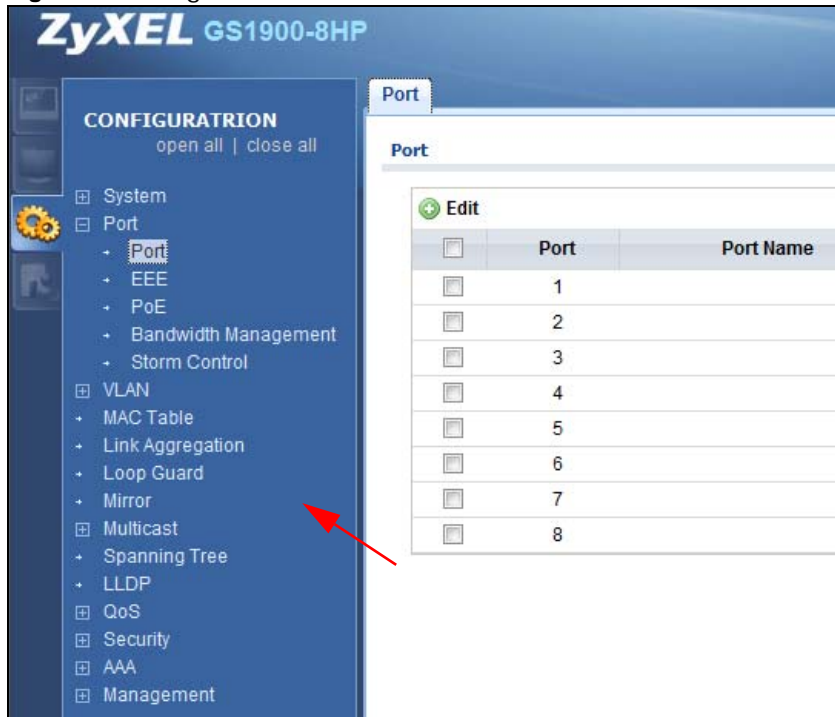 ZyXEL GS1900-8HP
CONFIGURATRION
open all | close all
System
Port
Port
EEE
PoE
Bandwidth Management
Storm Control
VLAN
MAC Table
Link Aggregation
Loop Guard
Mirror
Multicast
Spanning Tree
LLDP
QoS
Security
AAA
Management
Port
Port
Edit
Port Port Name
1
2
3
4
5
6
7
8